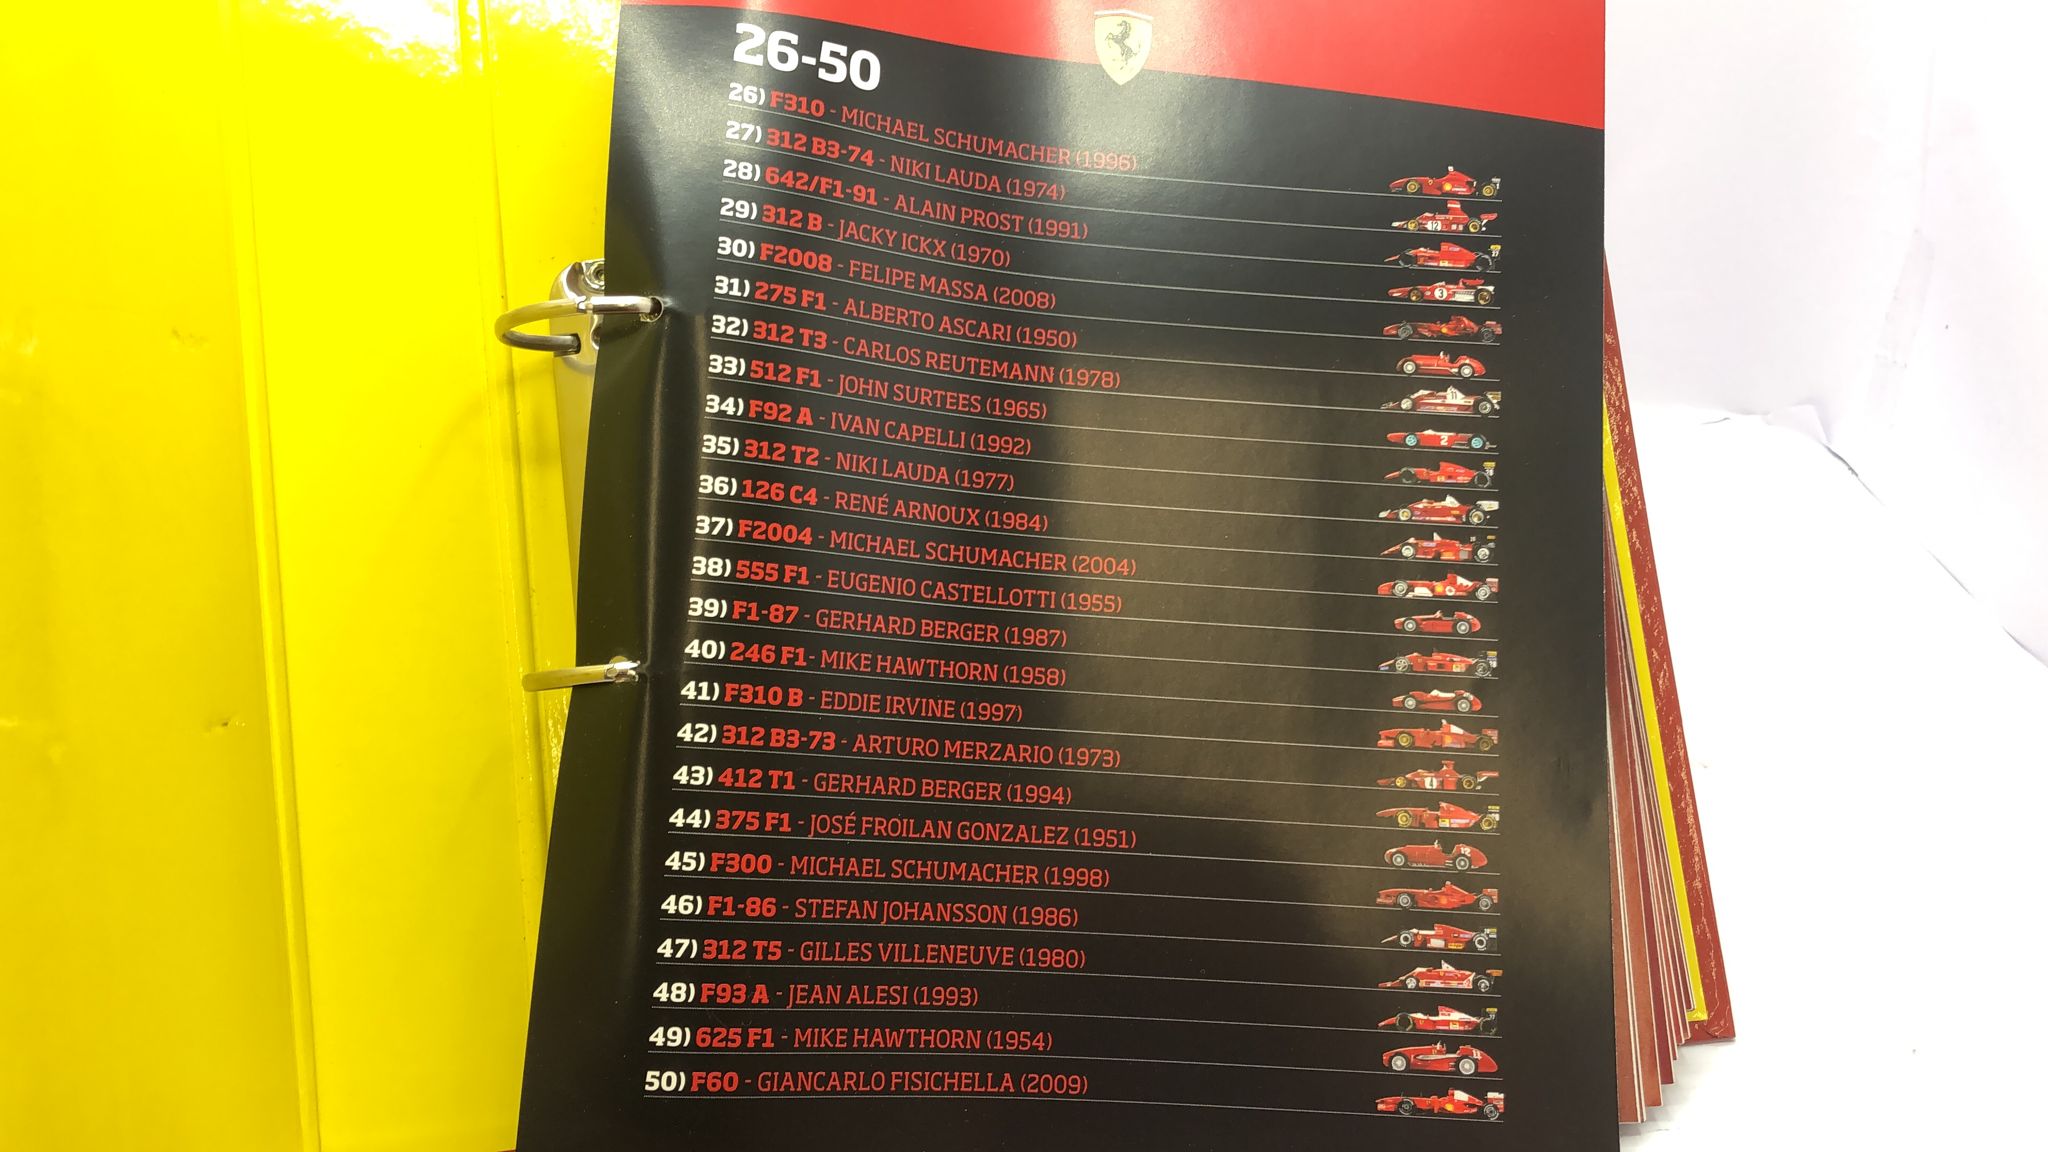 26-50
26) F310 - MICHAEL SCHUMACHER (1996)
27) 312 B3-74 - NIKI LAUDA (1974)
28) 642/F1-91 - ALAIN PROST (1991)
29) 312 B - JACKY ICKX (1970)
30) F2008 - FELIPE MASSA (2008)
31) 275 F1 - ALBERTO ASCARI (1950)
32) 312 T3 - CARLOS REUTEMANN (1978)
33) 512 F1 - JOHN SURTEES (1965)
34) F92 A - IVAN CAPELLI (1992)
35) 312 T2 - NIKI LAUDA (1977)
36) 126 C4 - RENÉ ARNOUX (1984)
37) F2004 - MICHAEL SCHUMACHER (2004)
38) 555 F1 - EUGENIO CASTELLOTTI (1955)
39) F1-87 - GERHARD BERGER (1987)
40) 246 F1- MIKE HAWTHORN (1958)
41) F310 B - EDDIE IRVINE (1997)
42) 312 B3-73 - ARTURO MERZARIO (1973)
43) 412 T1 - GERHARD BERGER (1994)
44) 375 F1 - JOSÉ FROILAN GONZALEZ (1951)
45) F300 - MICHAEL SCHUMACHER (1998)
46) F1-86 - STEFAN JOHANSSON (1986)
47) 312 T5 - GILLES VILLENEUVE (1980)
48) F93 A - JEAN ALESI (1993)
49) 625 F1 - MIKE HAWTHORN (1954)
50) F60 - GIANCARLO FISICHELLA (2009)